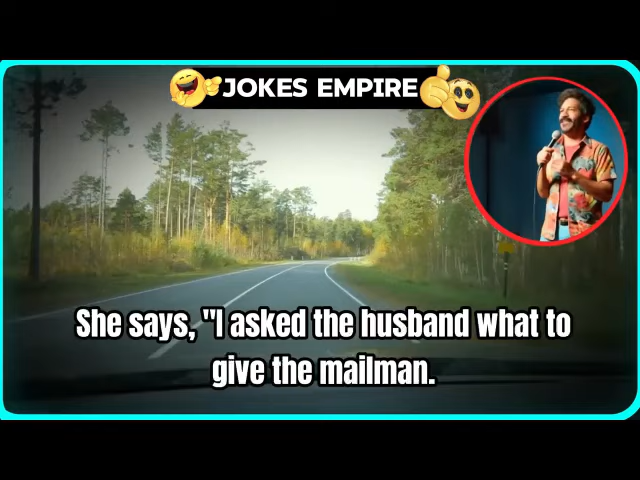 JOKES EMPIRE
She says, "I asked the husband what to
give the mailman.